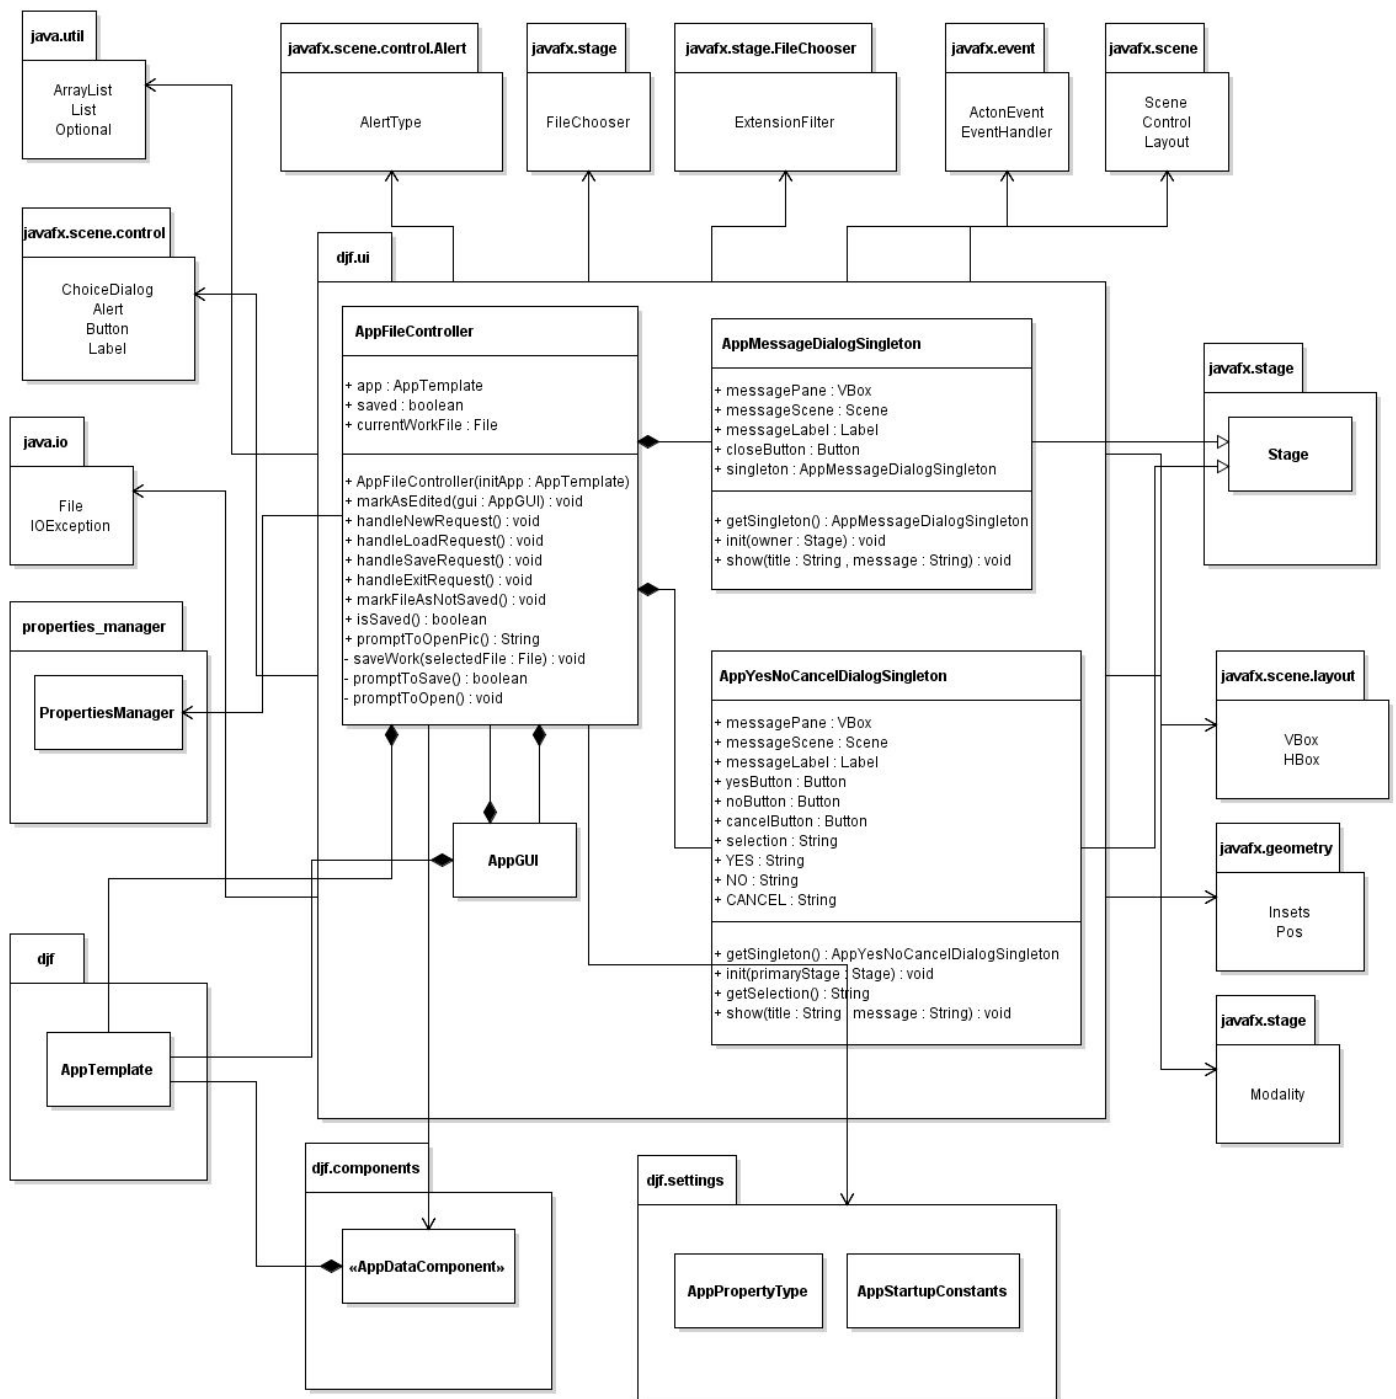 java.util
ArrayList
List
Optional
javafx.scene.control.Alert
AlertType
javafx.stage
FileChooser
javafx.stage.FileChooser
ExtensionFilter
javafx.event
ActonEvent
EventHandler
javafx.scene
Scene
Control
Layout
javafx.scene.control
ChoiceDialog
Alert
Button
Label
java.io
File
IOException
properties_manager
PropertiesManager
djf
AppTemplate
djf.ui
AppFileController
+ app : AppTemplate
+ saved : boolean
+ currentWorkFile : File
+ AppFileController(initApp : AppTemplate)
+ markAsEdited(gui : AppGUI) : void
+ handleNewRequest() : void
+ handleLoadRequest() : void
+ handleSaveRequest() : void
+ handleExitRequest() : void
+ markFileAsNotSaved() : void
+ isSaved() : boolean
+ promptToOpenPic() : String
- saveWork(selectedFile : File) : void
- promptToSave() : boolean
- promptToOpen() : void
AppGUI
AppMessageDialogSingleton
+ messagePane : VBox
+ messageScene : Scene
+ messageLabel : Label
+ closeButton : Button
+ singleton : AppMessageDialogSingleton
+ getSingleton() : AppMessageDialogSingleton
+ init(owner : Stage) : void
+ show(title : String , message : String) : void
AppYesNoCancelDialogSingleton
+ messagePane : VBox
+ messageScene : Scene
+ messageLabel : Label
+ yesButton : Button
+ noButton : Button
+ cancelButton : Button
+ selection : String
+ YES : String
+ NO : String
+ CANCEL : String
+ getSingleton() : AppYesNoCancelDialogSingleton
+ init(primaryStage : Stage) : void
+ getSelection() : String
+ show(title : String , message : String) : void
javafx.stage
Stage
javafx.scene.layout
VBox
HBox
javafx.geometry
Insets
Pos
javafx.stage
Modality
djf.components
«AppDataComponent»
djf.settings
AppPropertyType
AppStartupConstants